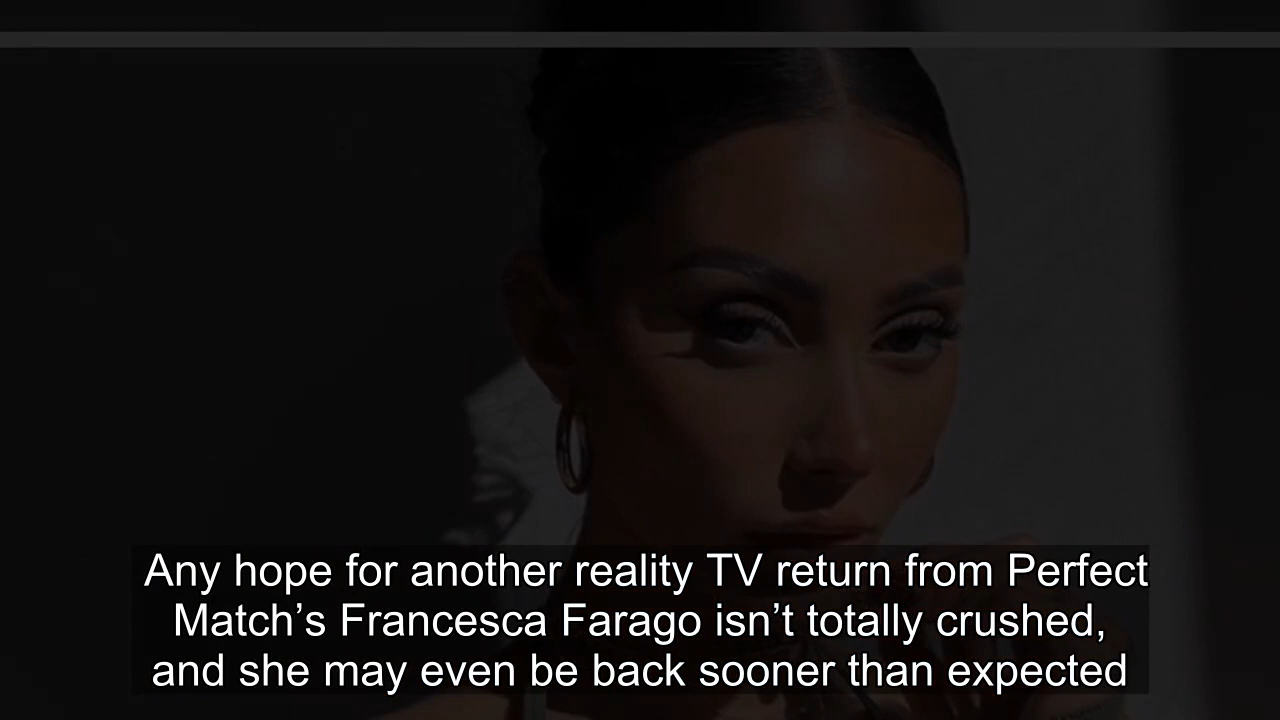 Any hope for another reality TV return from Perfect
Match’s Francesca Farago isn’t totally crushed,
and she may even be back sooner than expected